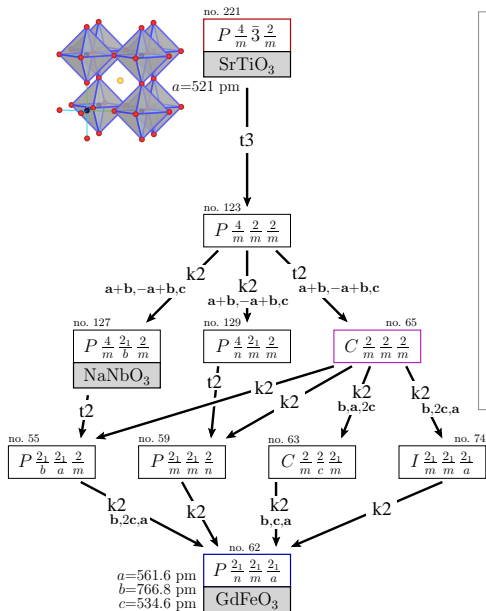 no. 221
P 4/m 3̄ 2/m
SrTiO₃
a=521 pm
t3
no. 123
P 4/m 2/m 2/m
k2
a+b,−a+b,c
k2
a+b,−a+b,c
t2
a+b,−a+b,c
no. 127
P 4/m 2₁/b 2/m
NaNbO₃
no. 129
P 4/n 2₁/m 2/m
no. 65
C 2/m 2/m 2/m
t2
t2
k2
k2
k2
b,a,2c
k2
b,2c,a
no. 55
P 2₁/b 2₁/a 2/m
no. 59
P 2₁/m 2₁/m 2/n
no. 63
C 2/m 2/c 2₁/m
no. 74
I 2₁/m 2₁/m 2₁/a
k2
b,2c,a
k2
k2
b,c,a
k2
no. 62
P 2₁/n 2₁/m 2₁/a
GdFeO₃
a=561.6 pm
b=766.8 pm
c=534.6 pm